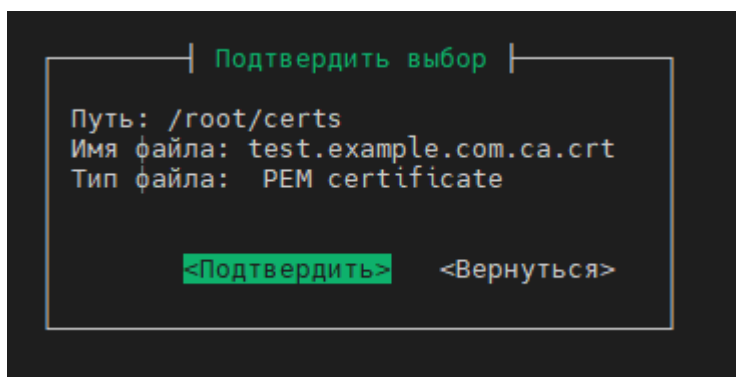 Подтвердить выбор
Путь: /root/certs
Имя файла: test.example.com.ca.crt
Тип файла:  PEM certificate
<Подтвердить> <Вернуться>